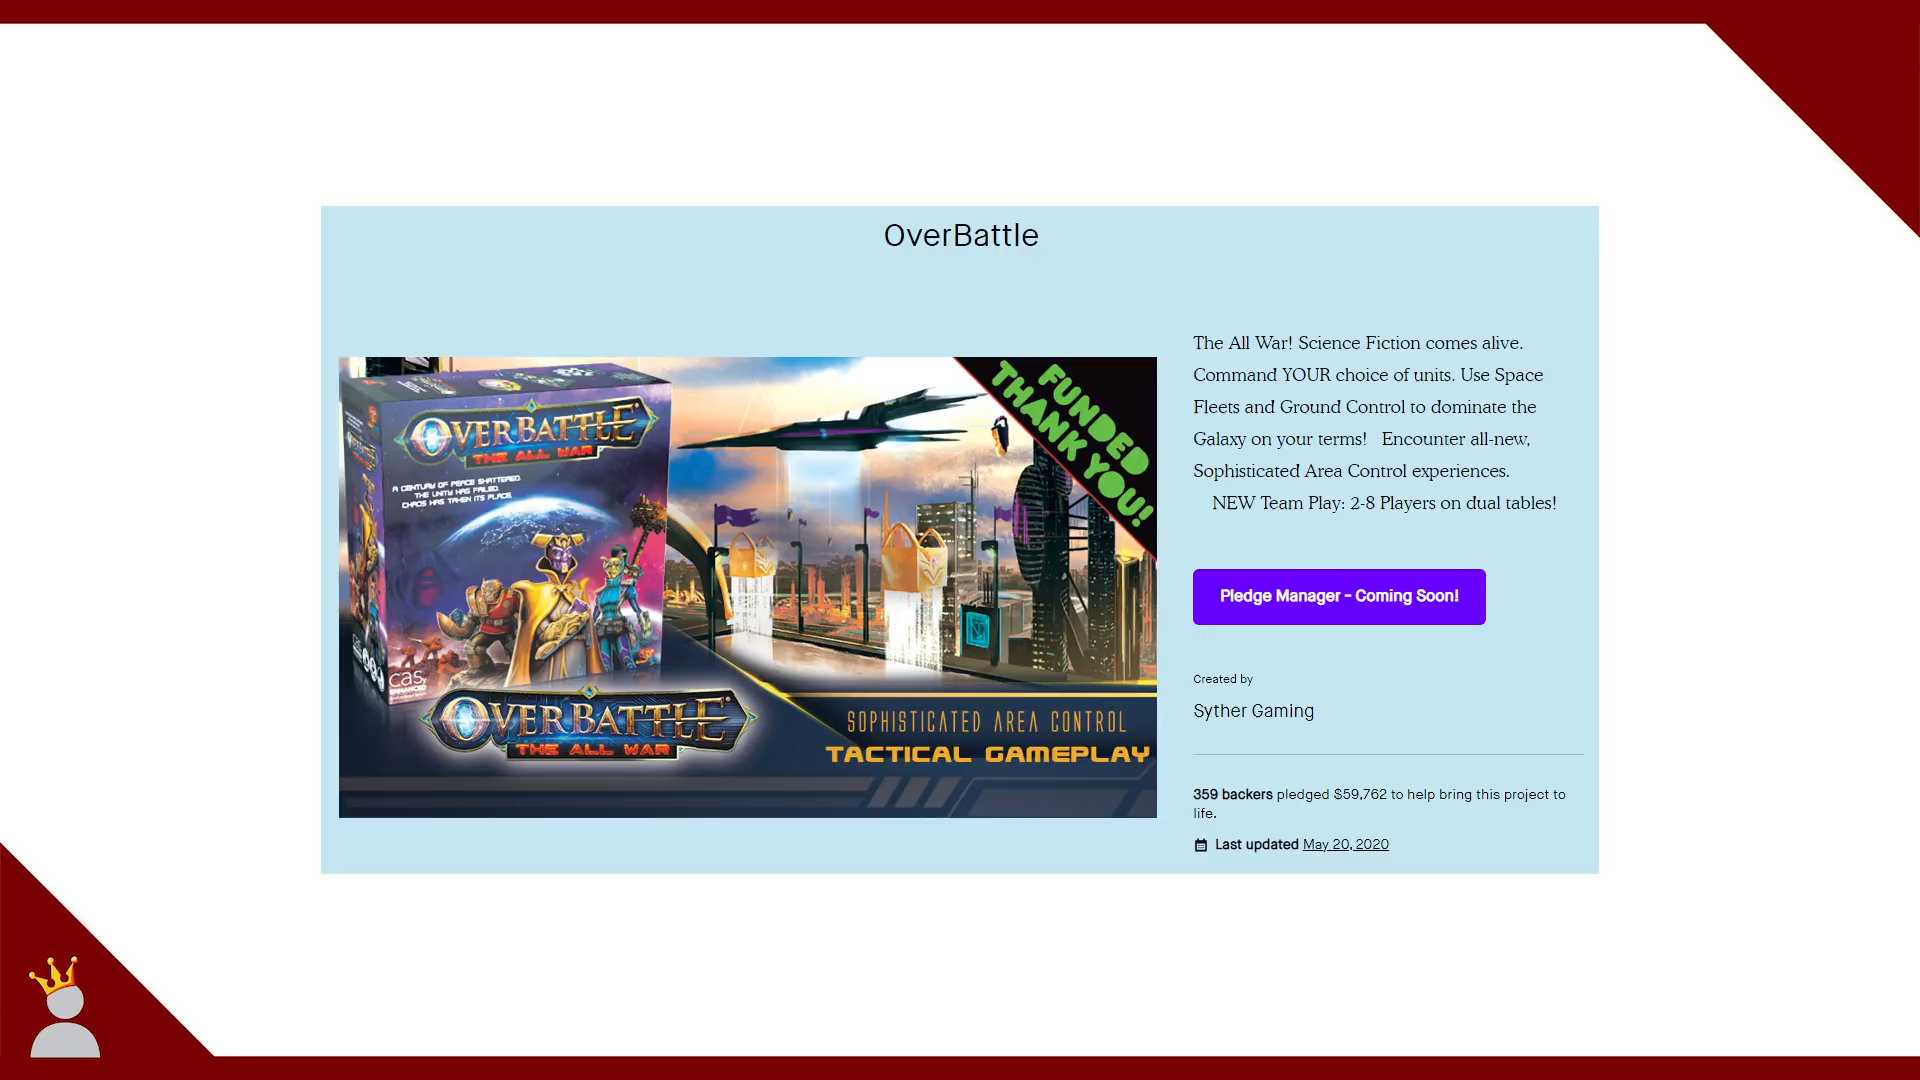 OverBattle
FUNDED
THANK YOU!
OVERBATTLE
THE ALL WAR
A CENTURY OF PEACE SHATTERED.
THE UNITY HAS FAILED.
CHAOS HAS TAKEN ITS PLACE.
cas
ENHANCED
OVERBATTLE
THE ALL WAR
SOPHISTICATED AREA CONTROL
TACTICAL GAMEPLAY
The All War! Science Fiction comes alive.
Command YOUR choice of units. Use Space
Fleets and Ground Control to dominate the
Galaxy on your terms! Encounter all-new,
Sophisticated Area Control experiences.
NEW Team Play: 2-8 Players on dual tables!
Pledge Manager - Coming Soon!
Created by
Syther Gaming
359 backers pledged $59,762 to help bring this project to
life.
Last updated May 20, 2020